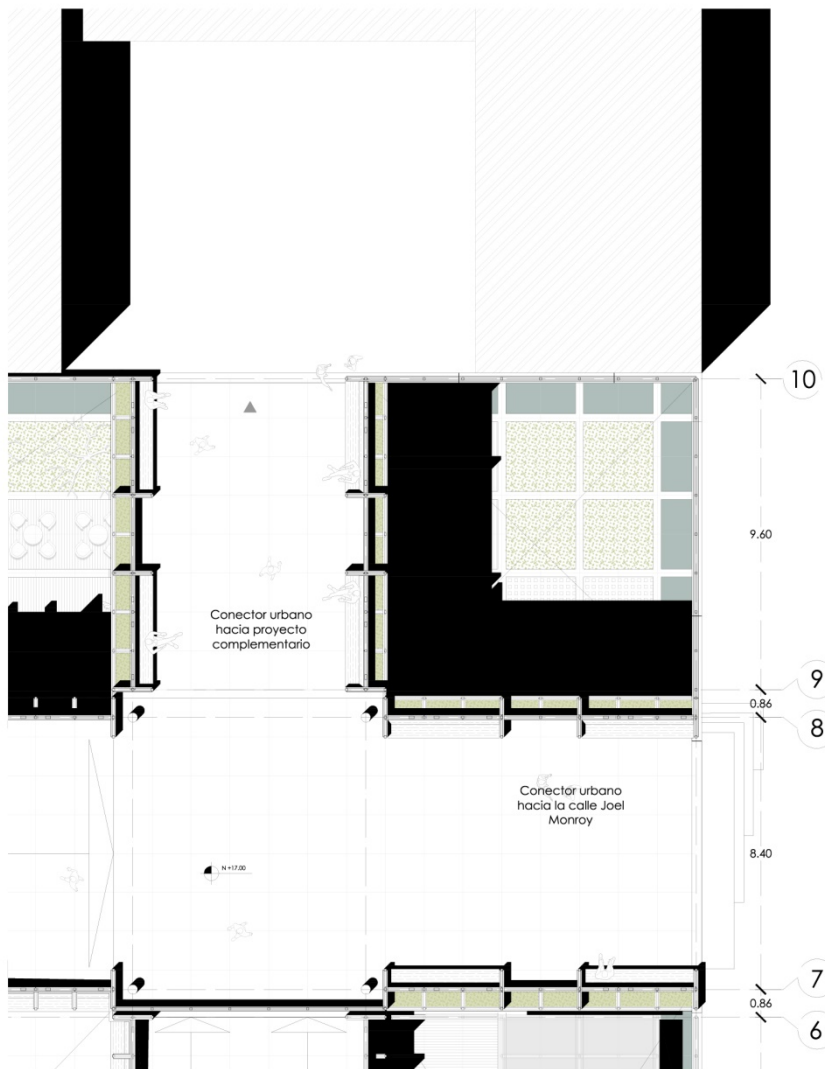 10
9.60
Conector urbano
hacia proyecto
complementario
9
0.86
8
Conector urbano
hacia la calle Joel
Monroy
8.40
N +17.00
7
0.86
6